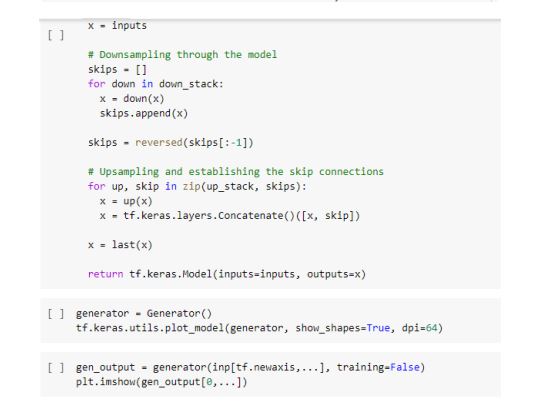 x = inputs
[ ]
# Downsampling through the model
skips = []
for down in down_stack:
x = down(x)
skips.append(x)
skips = reversed(skips[:-1])
# Upsampling and establishing the skip connections
for up, skip in zip(up_stack, skips):
x = up(x)
x = tf.keras.layers.Concatenate()([x, skip])
x = last(x)
return tf.keras.Model(inputs=inputs, outputs=x)
[ ] generator = Generator()
tf.keras.utils.plot_model(generator, show_shapes=True, dpi=64)
[ ] gen_output = generator(inp[tf.newaxis,...], training=False)
plt.imshow(gen_output[0,...])